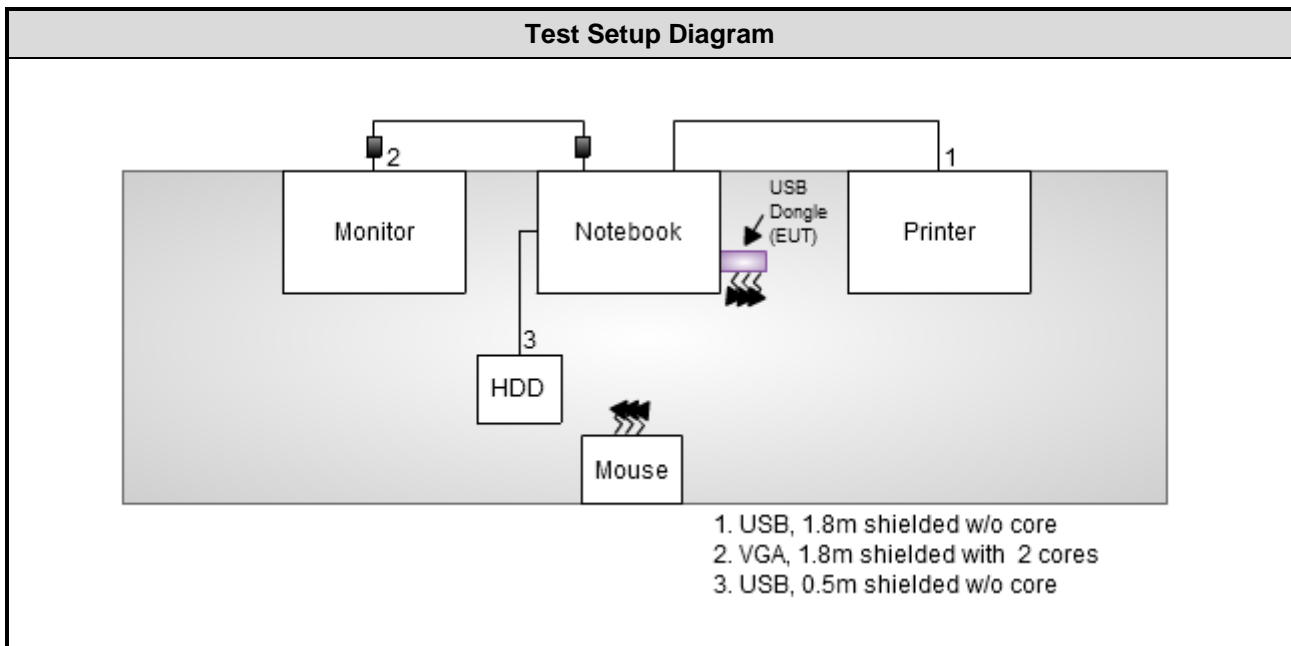 Test Setup Diagram
2
1
Monitor
Notebook
USB
Dongle
(EUT)
Printer
3
HDD
Mouse
1. USB, 1.8m shielded w/o core
2. VGA, 1.8m shielded with 2 cores
3. USB, 0.5m shielded w/o core